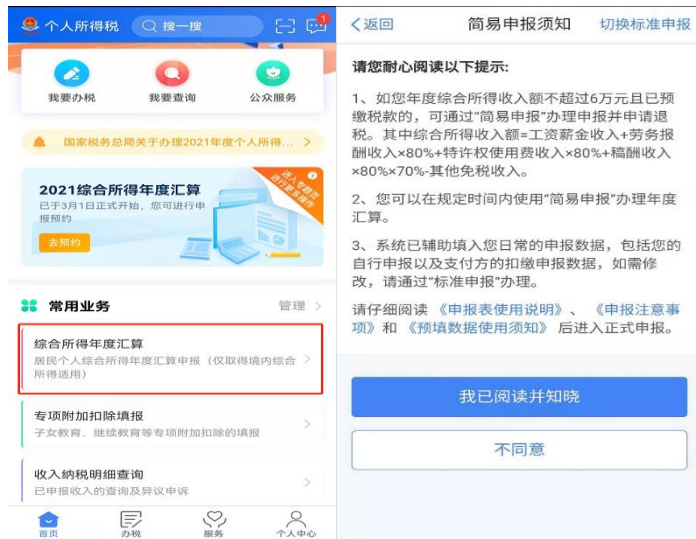 个人所得税
搜一搜
我要办税
我要查询
公众服务
国家税务总局关于办理2021年度个人所得... >
2021综合所得年度汇算
已于3月1日正式开始，您可进行申
报预约
去预约
进入专题页
进行更多操作
常用业务
管理 >
综合所得年度汇算
居民个人综合所得年度汇算申报（仅取得境内综合
所得适用）
专项附加扣除填报
子女教育、继续教育等专项附加扣除的填报
收入纳税明细查询
已申报收入的查询及异议申诉
首页
办税
服务
个人中心
<返回
简易申报须知
切换标准申报
请您耐心阅读以下提示:
1、如您年度综合所得收入额不超过6万元且已预
缴税款的，可通过“简易申报”办理申报并申请退
税。其中综合所得收入额=工资薪金收入+劳务报
酬收入×80%+特许权使用费收入×80%+稿酬收入
×80%×70%-其他免税收入。
2、您可以在规定时间内使用“简易申报”办理年度
汇算。
3、系统已辅助填入您日常的申报数据，包括您的
自行申报以及支付方的扣缴申报数据，如需修
改，请通过“标准申报”办理。
请仔细阅读《申报表使用说明》、《申报注意事
项》和《预填数据使用须知》后进入正式申报。
我已阅读并知晓
不同意